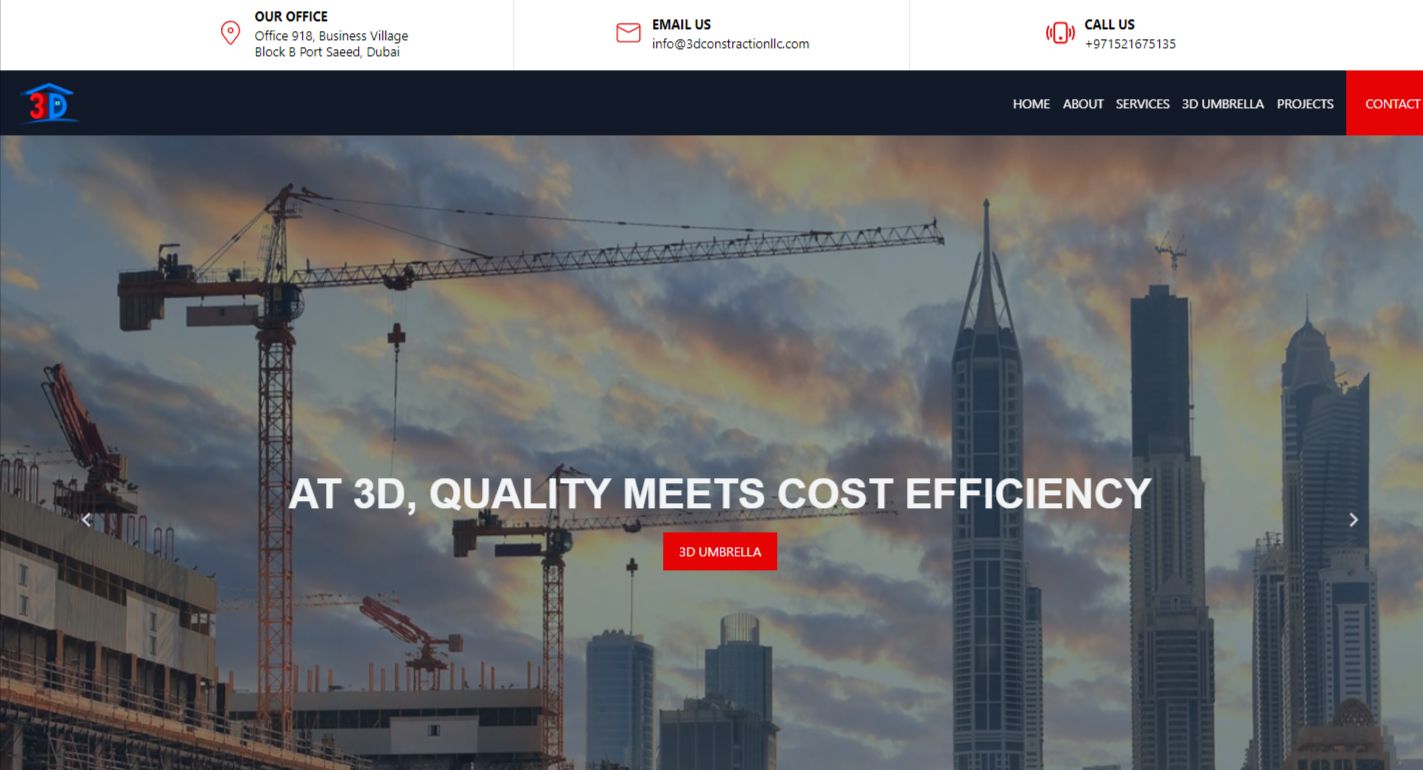 OUR OFFICE
Office 918, Business Village
Block B Port Saeed, Dubai
EMAIL US
info@3dconstractionllc.com
CALL US
+971521675135
3D
HOME ABOUT SERVICES 3D UMBRELLA PROJECTS CONTACT
AT 3D, QUALITY MEETS COST EFFICIENCY
3D UMBRELLA